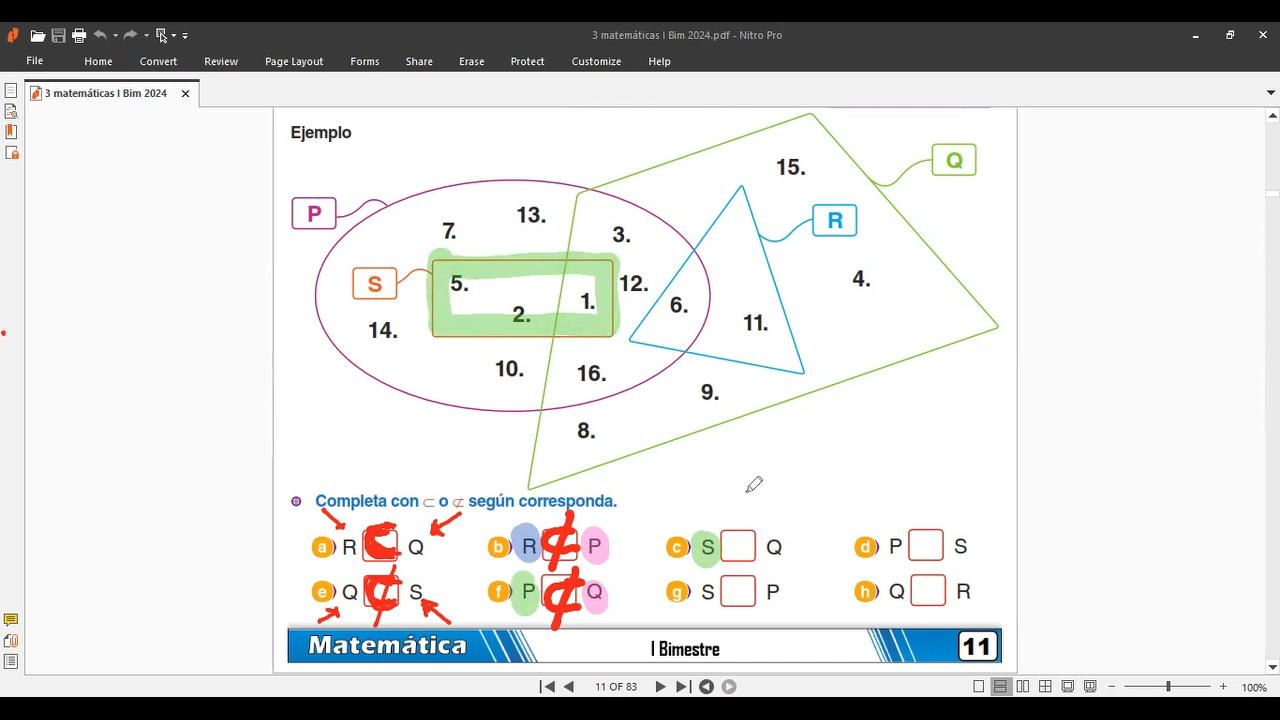 3 matemáticas I Bim 2024.pdf - Nitro Pro
File Home Convert Review Page Layout Forms Share Erase Protect Customize Help
3 matemáticas I Bim 2024
Ejemplo
15.
Q
P
13.
R
7.
3.
S
5.
12.
4.
1.
6.
2.
11.
14.
10.
16.
9.
8.
Completa con ⊂ o ⊄ según corresponda.
a) R ⊂ Q b) R ⊄ P c) S Q d) P S
e) Q ⊄ S f) P ⊄ Q g) S P h) Q R
Matemática I Bimestre 11
11 OF 83 100%